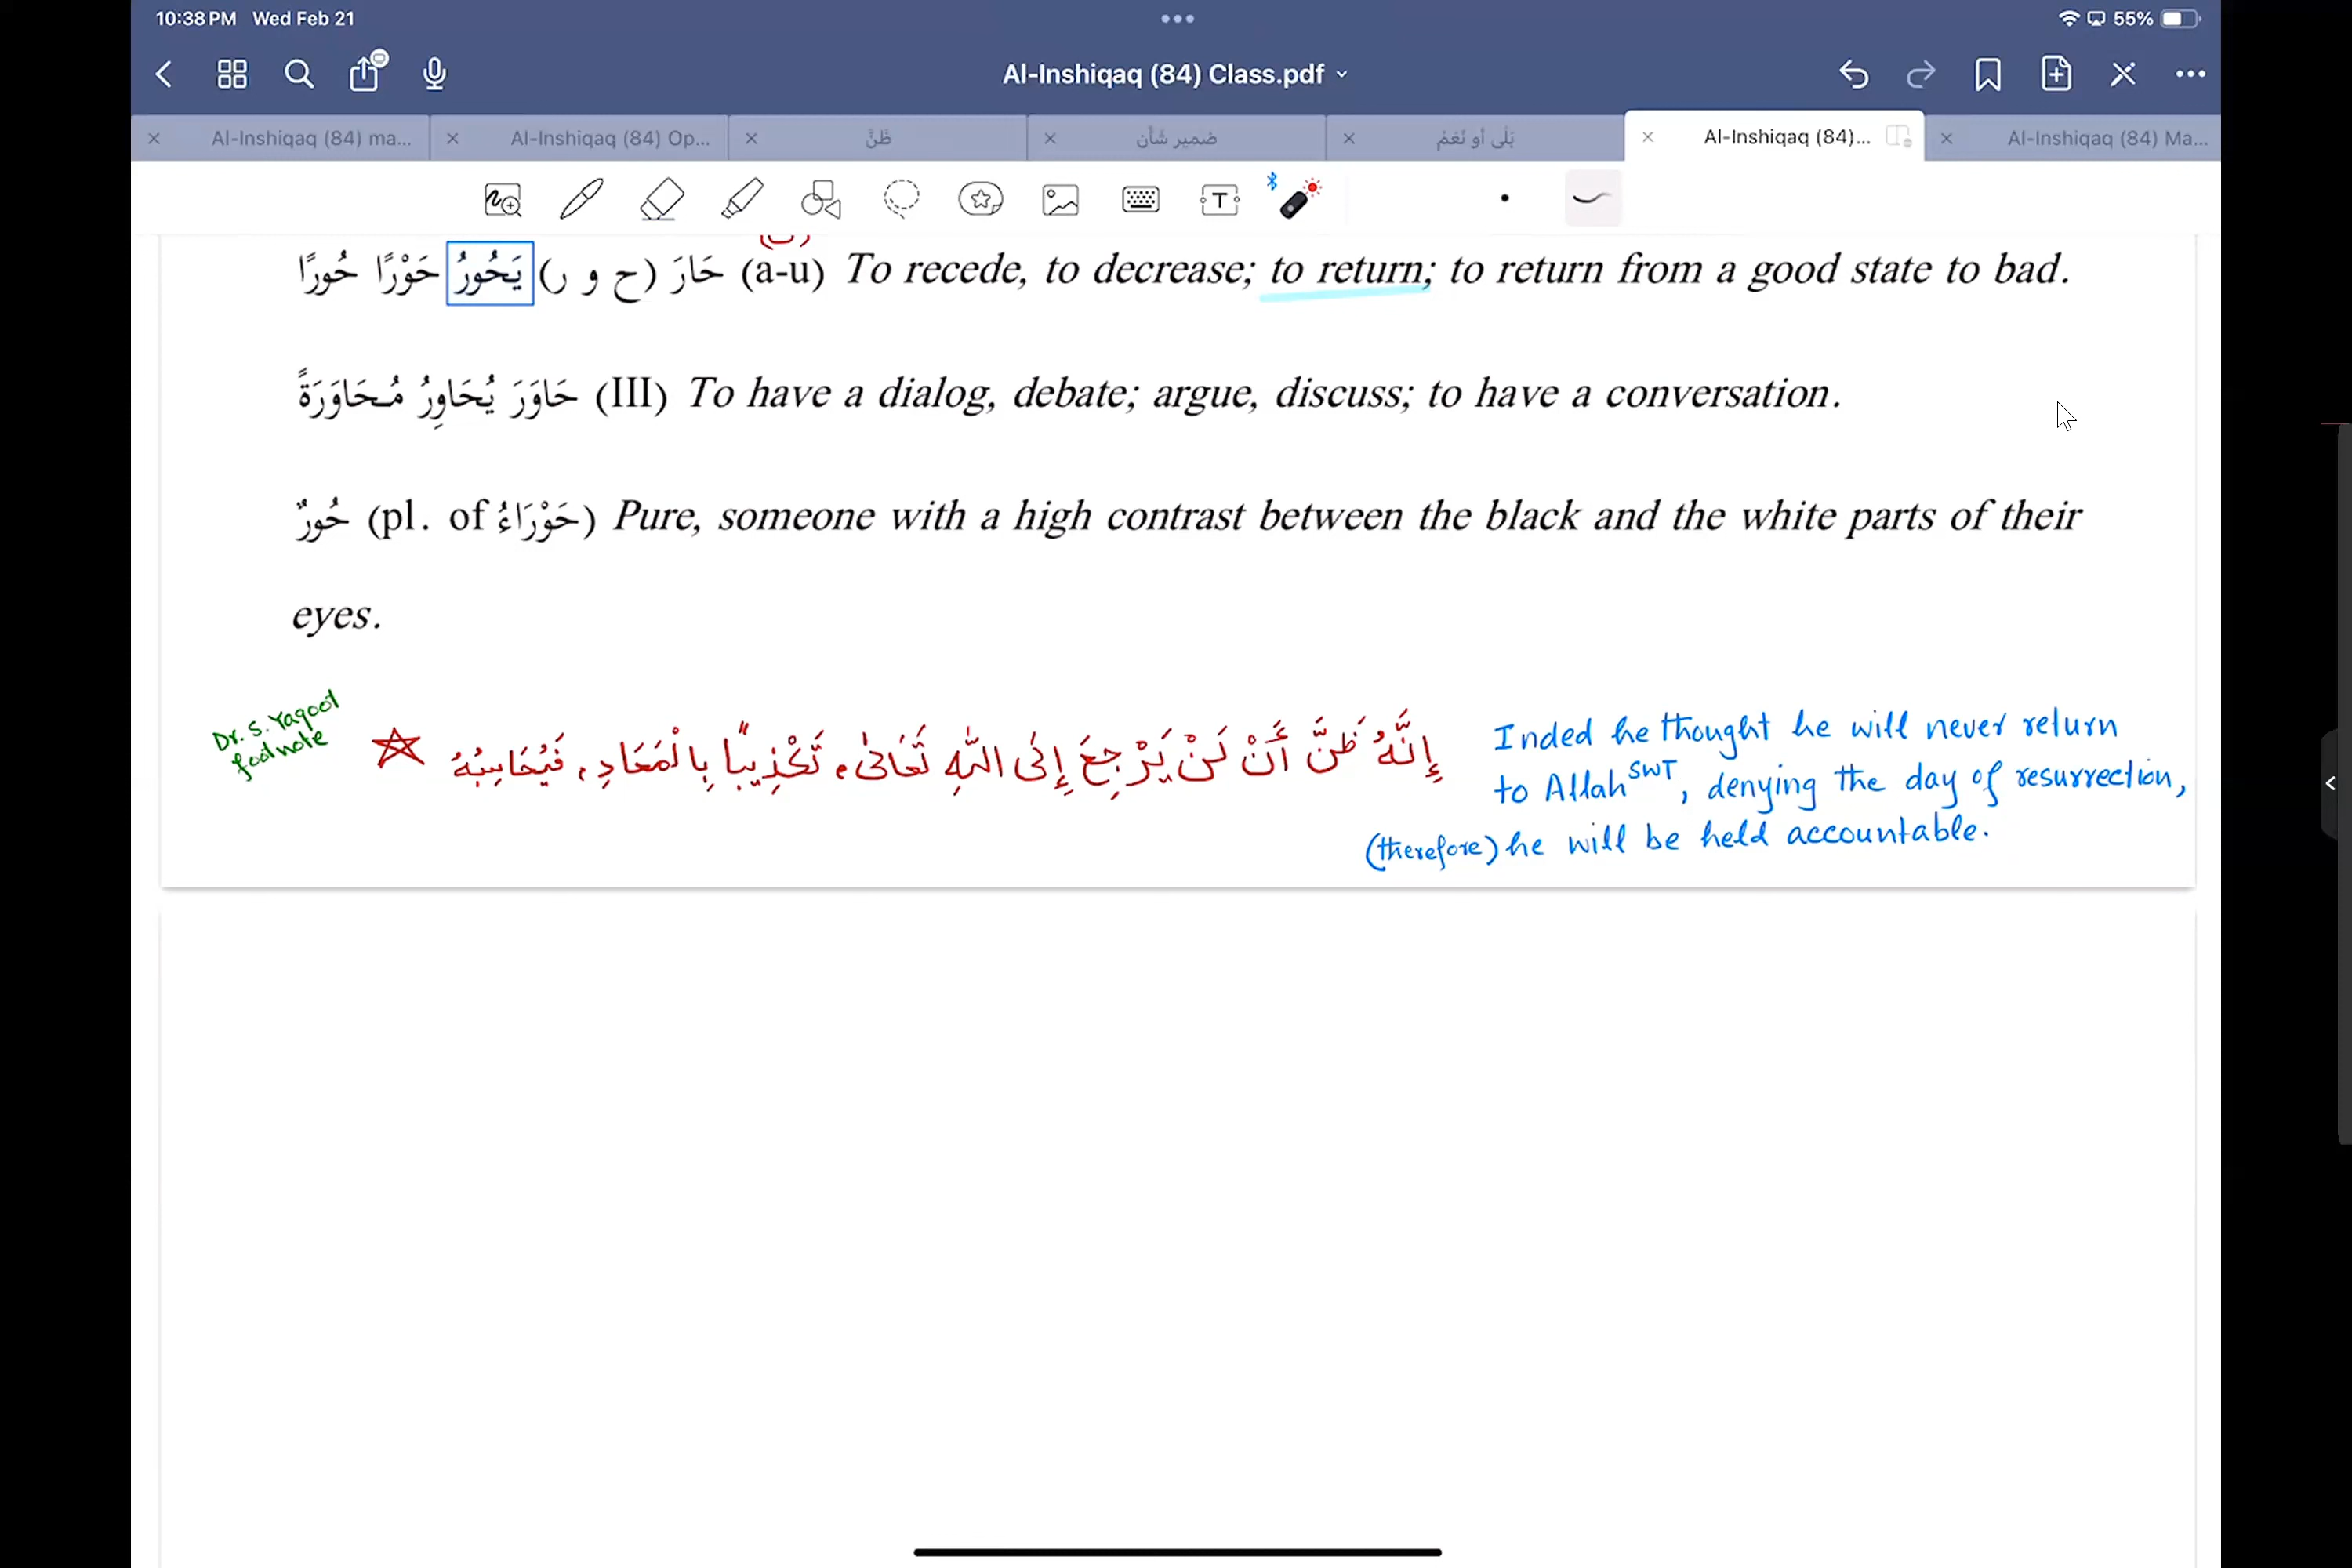 10:38 PM Wed Feb 21
55%
Al-Inshiqaq (84) Class.pdf
Al-Inshiqaq (84) ma...
Al-Inshiqaq (84) Op...
ظَنَّ
ضمير شأن
بَلَى أو نَعَمْ
Al-Inshiqaq (84)...
Al-Inshiqaq (84) Ma...
حَارَ (ح و ر) يَحُورُ حَوْرًا حُورًا (a-u) To recede, to decrease; to return; to return from a good state to bad.
حَاوَرَ يُحَاوِرُ مُحَاوَرَةً (III) To have a dialog, debate; argue, discuss; to have a conversation.
حُورٌ (pl. of حَوْرَاءُ) Pure, someone with a high contrast between the black and the white parts of their
eyes.
Dr. S. Yaqoot
footnote
إِنَّهُ ظَنَّ أَنْ لَنْ يَرْجِعَ إِلَى اللَّهِ تَعَالَى، تَكْذِيبًا بِالْمَعَادِ، فَيُحَاسِبُهُ
Inded he thought he will never return
to Allah SWT, denying the day of resurrection,
(therefore) he will be held accountable.